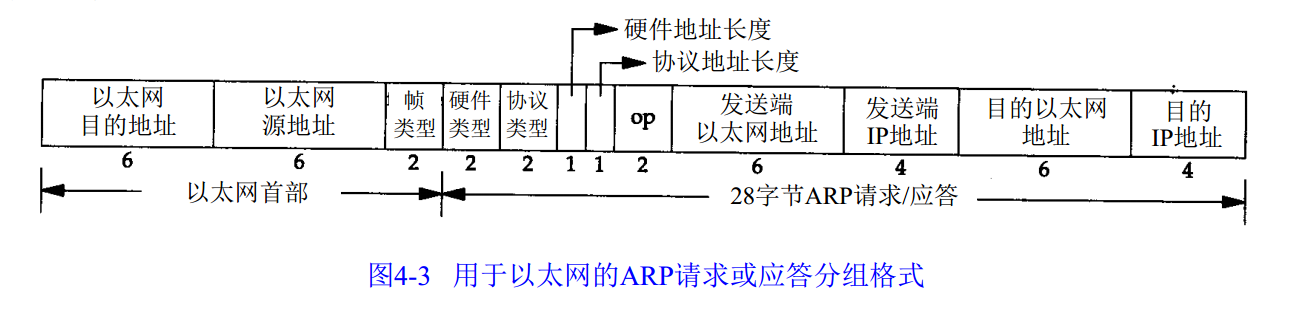 硬件地址长度
协议地址长度
以太网
目的地址
以太网
源地址
帧
类型
硬件
类型
协议
类型
op
发送端
以太网地址
发送端
IP地址
目的以太网
地址
目的
IP地址
6 6 2 2 2 1 1 2 6 4 6 4
以太网首部
28字节ARP请求/应答
图4-3 用于以太网的ARP请求或应答分组格式